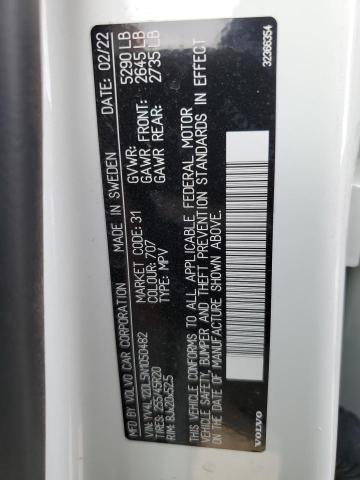 MFD BY VOLVO CAR CORPORATION MADE IN SWEDEN DATE: 02/22
VIN: YV4L12DL5N1050482 MARKET CODE: 31 GVWR: 5290 LB
TIRES: 255/45R20 COLOUR: 707 GAWR FRONT: 2645 LB
RIM: 8Jx20x52.5 TYPE: MPV GAWR REAR: 2735 LB
THIS VEHICLE CONFORMS TO ALL APPLICABLE FEDERAL MOTOR
VEHICLE SAFETY, BUMPER AND THEFT PREVENTION STANDARDS IN EFFECT
ON THE DATE OF MANUFACTURE SHOWN ABOVE.
VOLVO 32366354